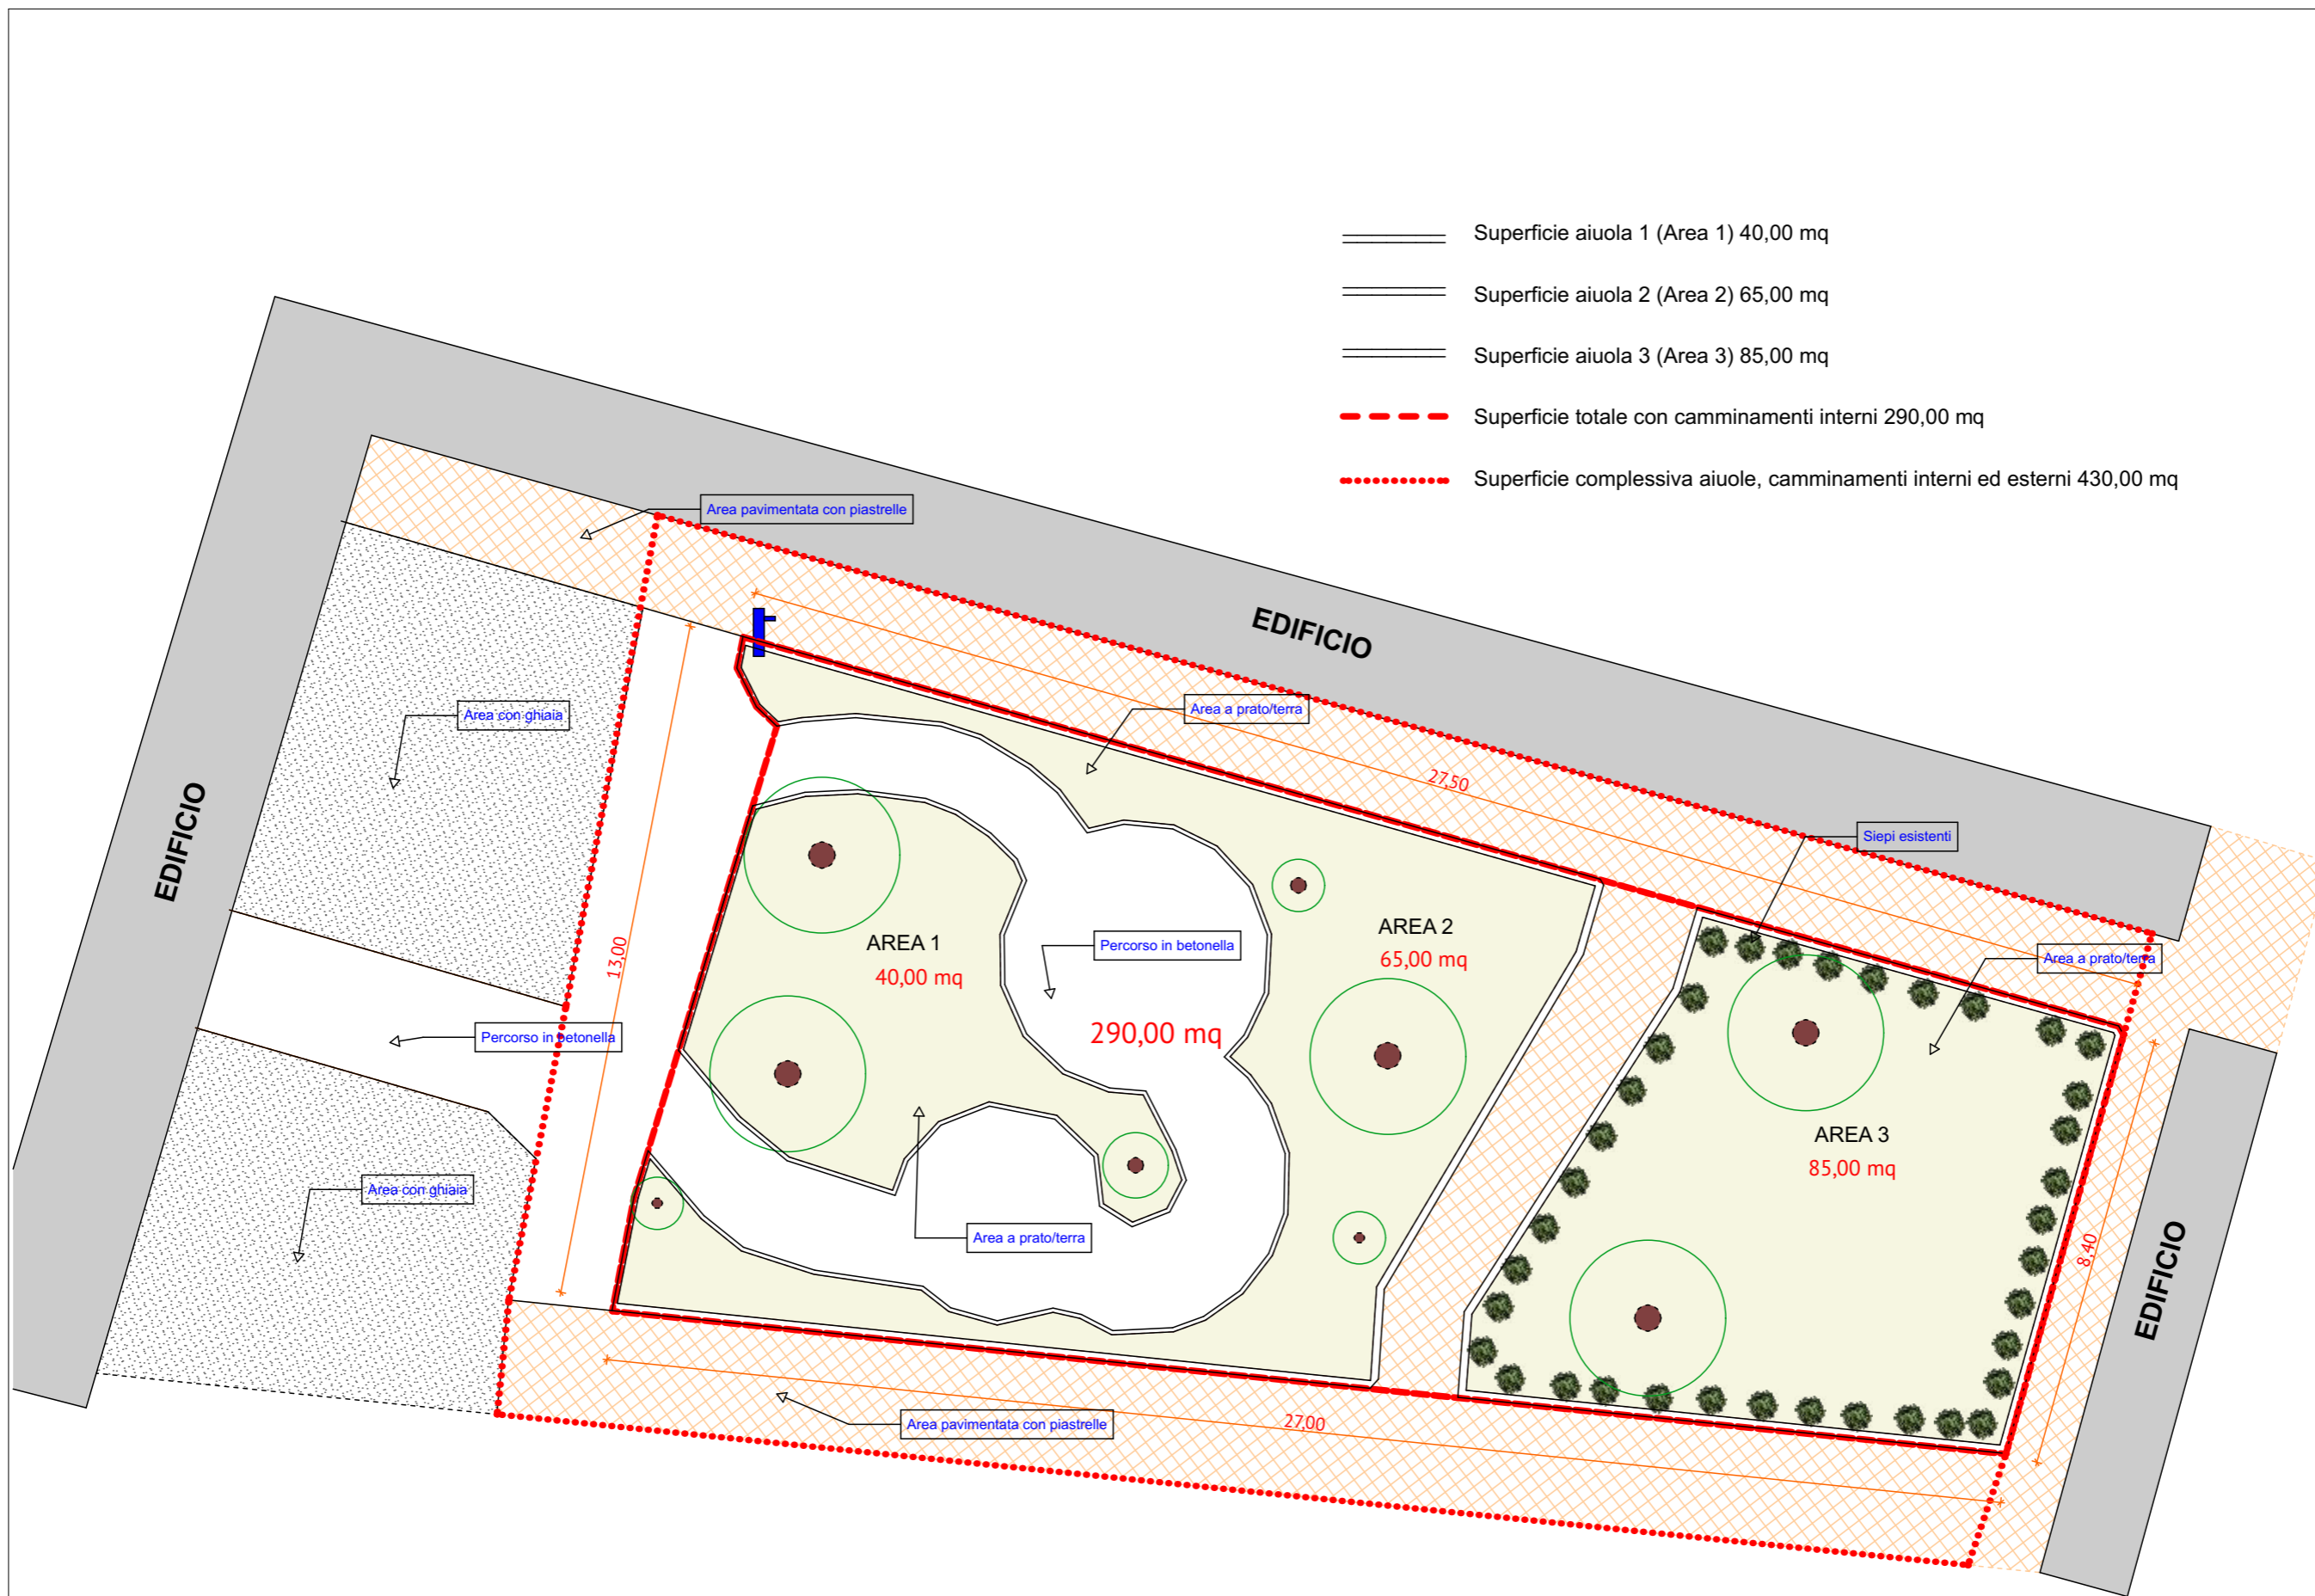 Superficie aiuola 1 (Area 1) 40,00 mq
Superficie aiuola 2 (Area 2) 65,00 mq
Superficie aiuola 3 (Area 3) 85,00 mq
Superficie totale con camminamenti interni 290,00 mq
Superficie complessiva aiuole, camminamenti interni ed esterni 430,00 mq
Area pavimentata con piastrelle
EDIFICIO
Area con ghiaia
Area a prato/terra
27,50
EDIFICIO
Siepi esistenti
AREA 1
40,00 mq
AREA 2
65,00 mq
Percorso in betonella
13,00
Area a prato/terra
290,00 mq
Percorso in betonella
AREA 3
85,00 mq
Area con ghiaia
Area a prato/terra
8,40
EDIFICIO
Area pavimentata con piastrelle
27,00